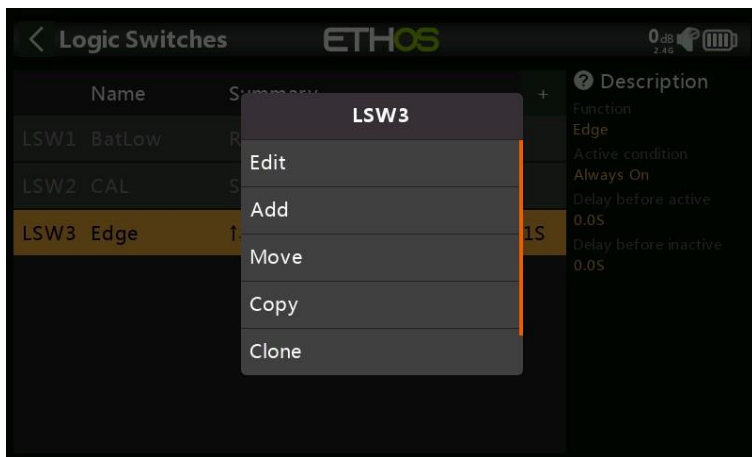 Logic Switches
ETHOS
0dB
2.4G
Name
+
Description
LSW3
Function
Edge
LSW1 BatLow R
Edit
Active condition
Always On
LSW2 CAL S
Add
Delay before active
0.0S
LSW3 Edge 1S
Move
Delay before inactive
0.0S
Copy
Clone